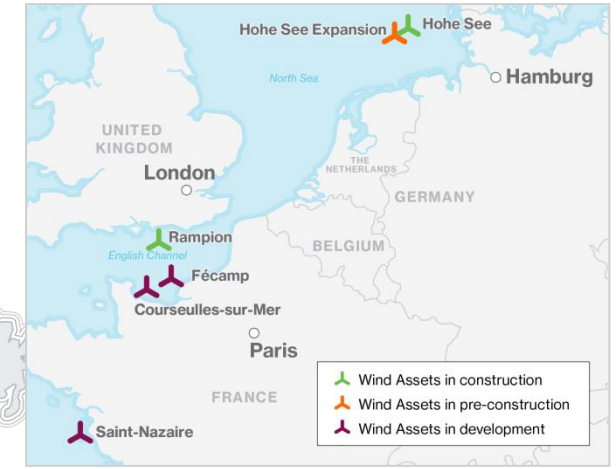 Hohe See Expansion
Hohe See
North Sea
Hamburg
UNITED
KINGDOM
THE
NETHERLANDS
London
GERMANY
Rampion
English Channel
BELGIUM
Fécamp
Courseulles-sur-Mer
Paris
FRANCE
Saint-Nazaire
Wind Assets in construction
Wind Assets in pre-construction
Wind Assets in development